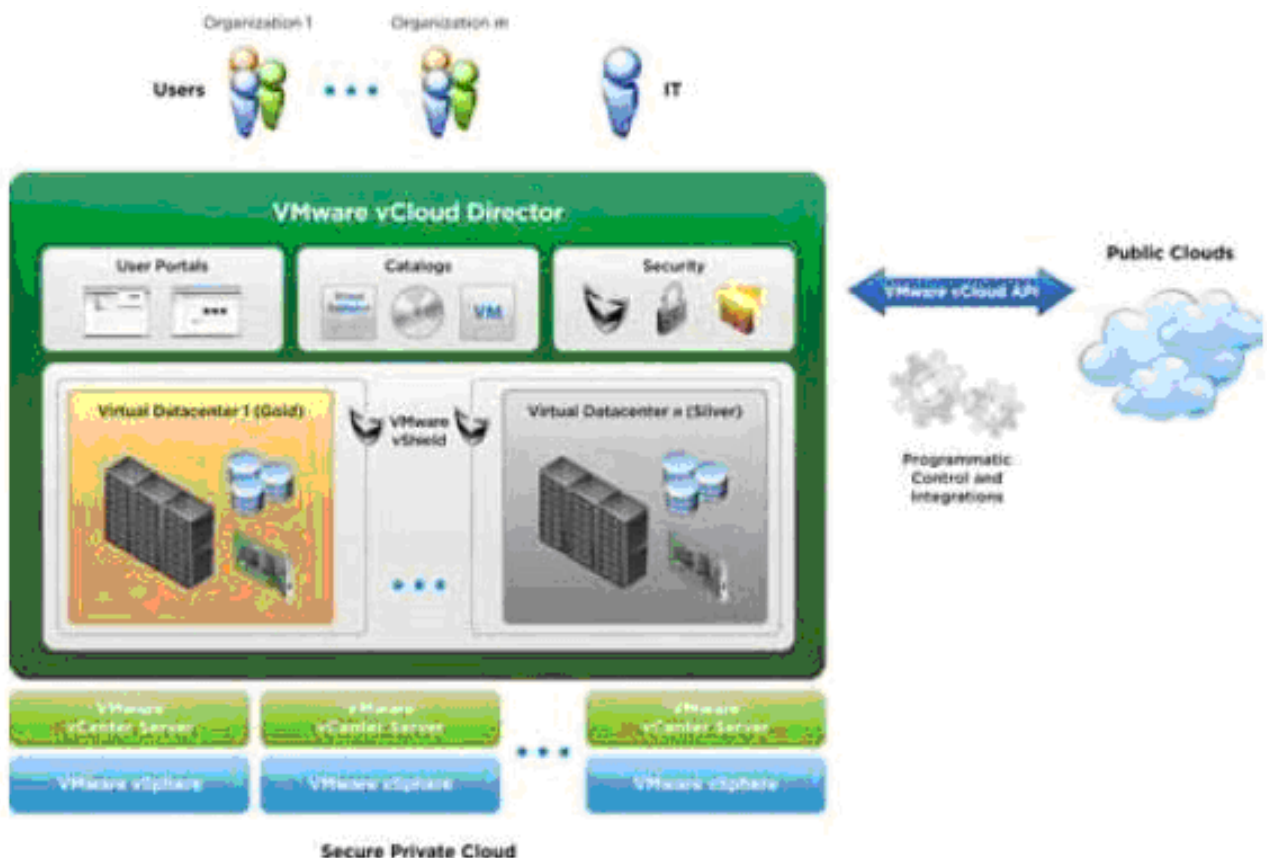 Organization 1
Organization m
Users
IT
VMware vCloud Director
User Portals
Catalogs
Security
VM
Public Clouds
VMware vCloud API
Virtual Datacenter 1 (Gold)
VMware
vShield
Virtual Datacenter n (Silver)
Programmatic
Control and
Integrations
VMware
vCenter Server
VMware
vCenter Server
VMware
vCenter Server
VMware vSphere
VMware vSphere
VMware vSphere
Secure Private Cloud